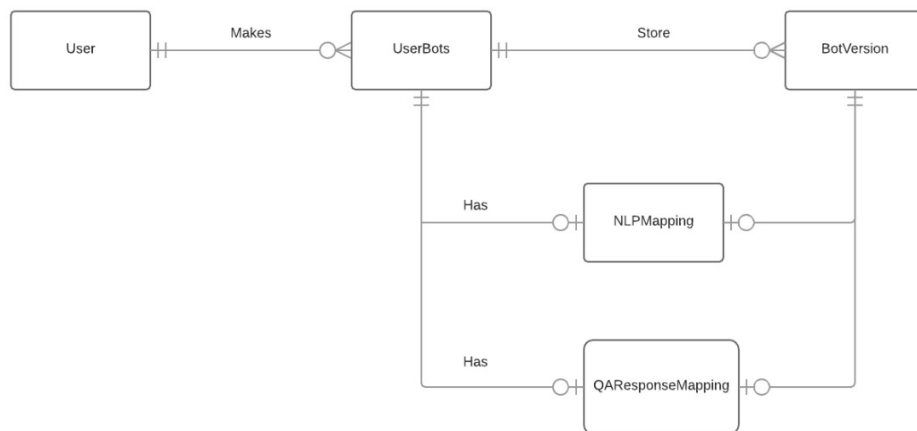 Makes
Store
User
UserBots
BotVersion
Has
NLPMapping
Has
QAResponseMapping